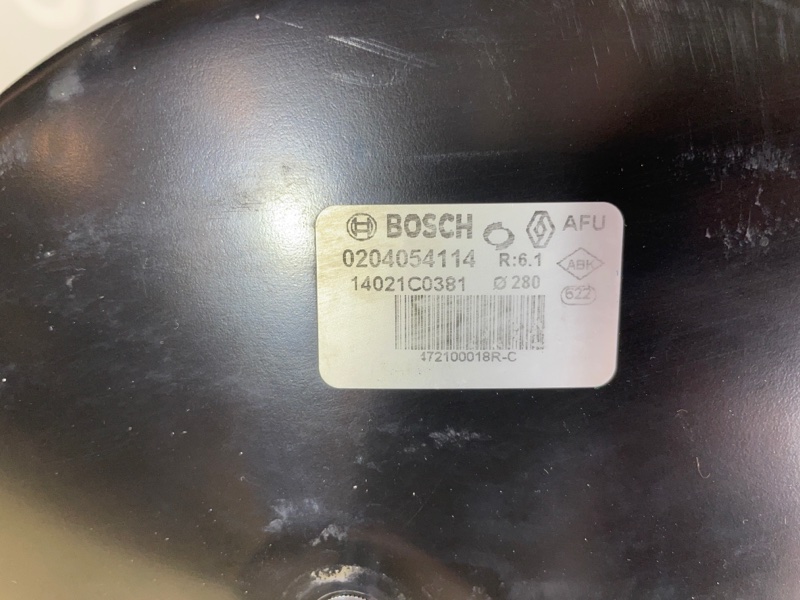 BOSCH AFU
0204054114 R:6.1 ABK
14021C0381 Ø 280 622
472100018R-C